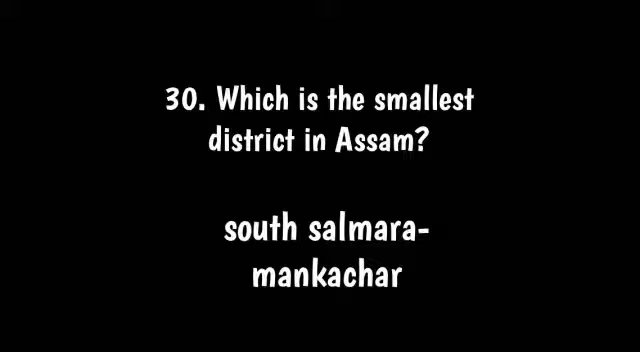 30. Which is the smallest
district in Assam?
south salmara-
mankachar